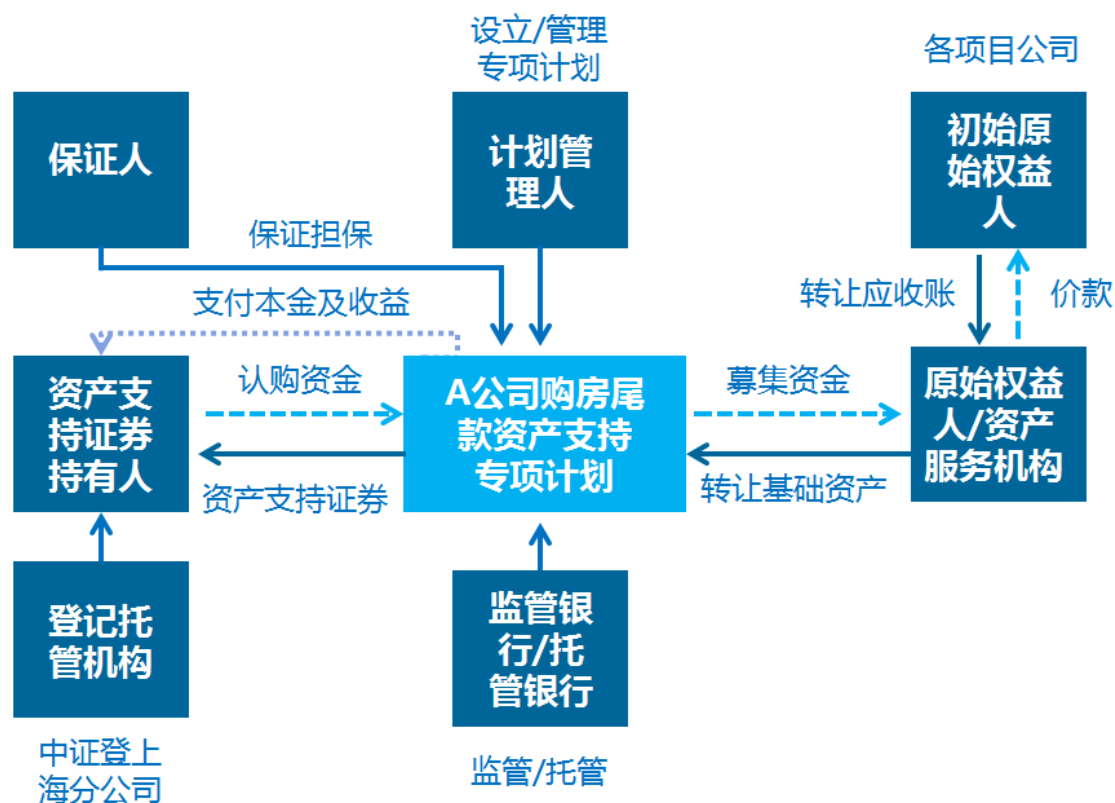 设立/管理
专项计划
各项目公司
保证人
计划管
理人
初始原
始权益
人
保证担保
支付本金及收益
转让应收账
价款
资产支
持证券
持有人
认购资金
A公司购房尾
款资产支持
专项计划
募集资金
原始权益
人/资产
服务机构
资产支持证券
转让基础资产
登记托
管机构
监管银
行/托
管银行
中证登上
海分公司
监管/托管